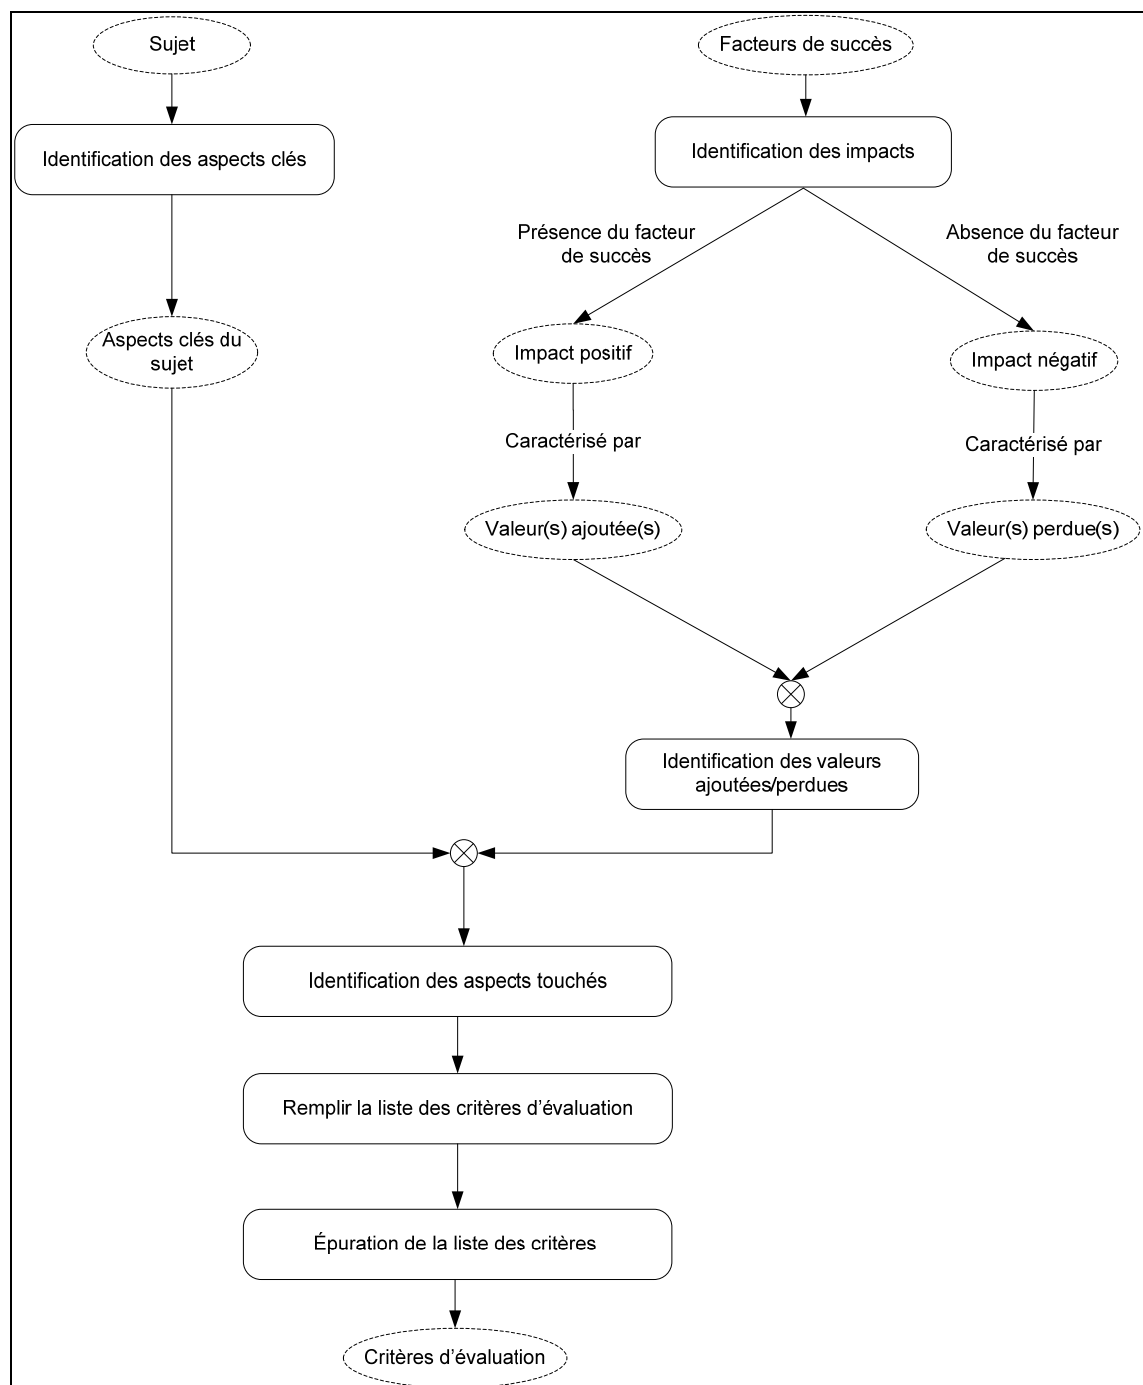 Sujet
Facteurs de succès
Identification des aspects clés
Identification des impacts
Présence du facteur
de succès
Absence du facteur
de succès
Aspects clés du
sujet
Impact positif
Impact négatif
Caractérisé par
Caractérisé par
Valeur(s) ajoutée(s)
Valeur(s) perdue(s)
Identification des valeurs
ajoutées/perdues
Identification des aspects touchés
Remplir la liste des critères d’évaluation
Épuration de la liste des critères
Critères d’évaluation